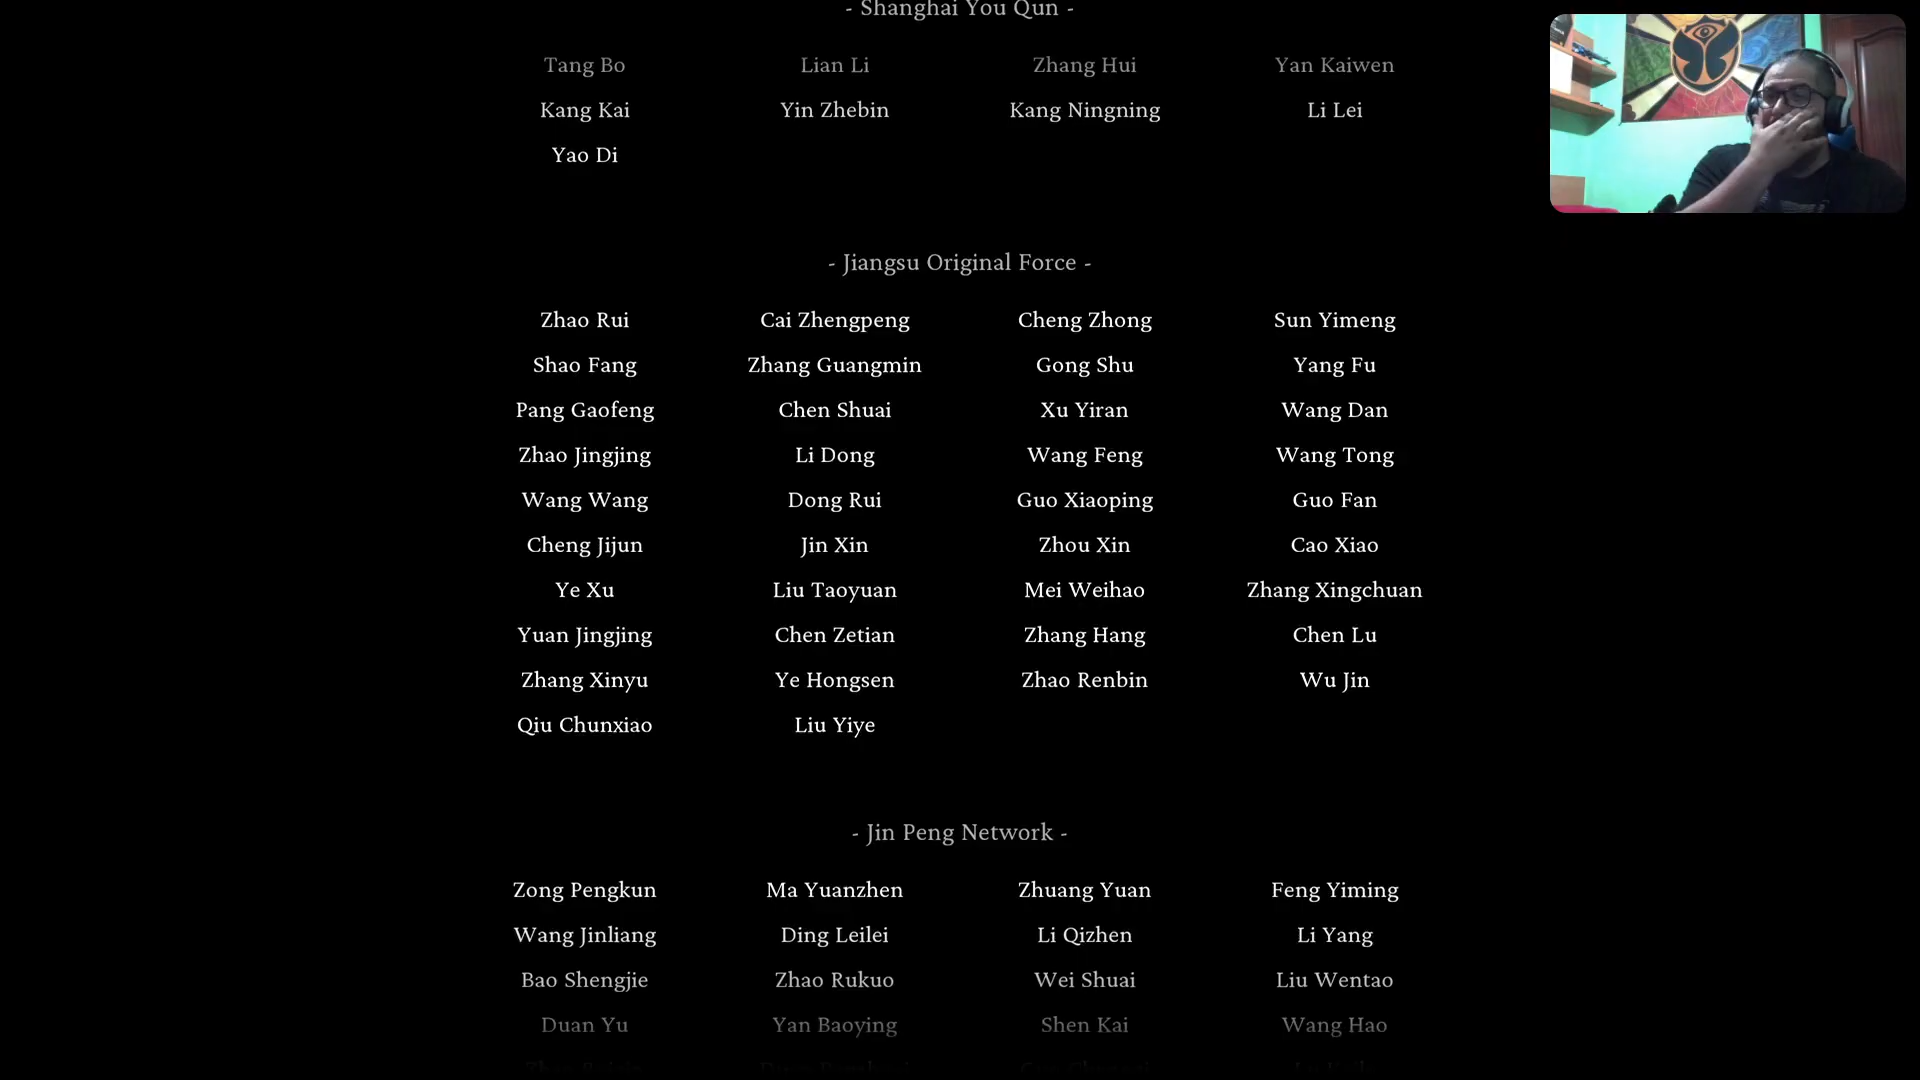 - Shanghai You Qun -
Tang Bo Lian Li Zhang Hui Yan Kaiwen
Kang Kai Yin Zhebin Kang Ningning Li Lei
Yao Di
- Jiangsu Original Force -
Zhao Rui Cai Zhengpeng Cheng Zhong Sun Yimeng
Shao Fang Zhang Guangmin Gong Shu Yang Fu
Pang Gaofeng Chen Shuai Xu Yiran Wang Dan
Zhao Jingjing Li Dong Wang Feng Wang Tong
Wang Wang Dong Rui Guo Xiaoping Guo Fan
Cheng Jijun Jin Xin Zhou Xin Cao Xiao
Ye Xu Liu Taoyuan Mei Weihao Zhang Xingchuan
Yuan Jingjing Chen Zetian Zhang Hang Chen Lu
Zhang Xinyu Ye Hongsen Zhao Renbin Wu Jin
Qiu Chunxiao Liu Yiye
- Jin Peng Network -
Zong Pengkun Ma Yuanzhen Zhuang Yuan Feng Yiming
Wang Jinliang Ding Leilei Li Qizhen Li Yang
Bao Shengjie Zhao Rukuo Wei Shuai Liu Wentao
Duan Yu Yan Baoying Shen Kai Wang Hao